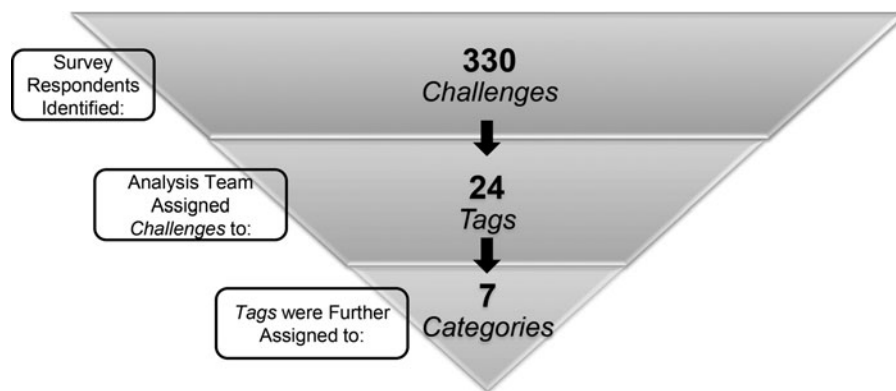 Survey
Respondents
Identified:
330
Challenges
Analysis Team
Assigned
Challenges to:
24
Tags
Tags were Further
Assigned to:
7
Categories